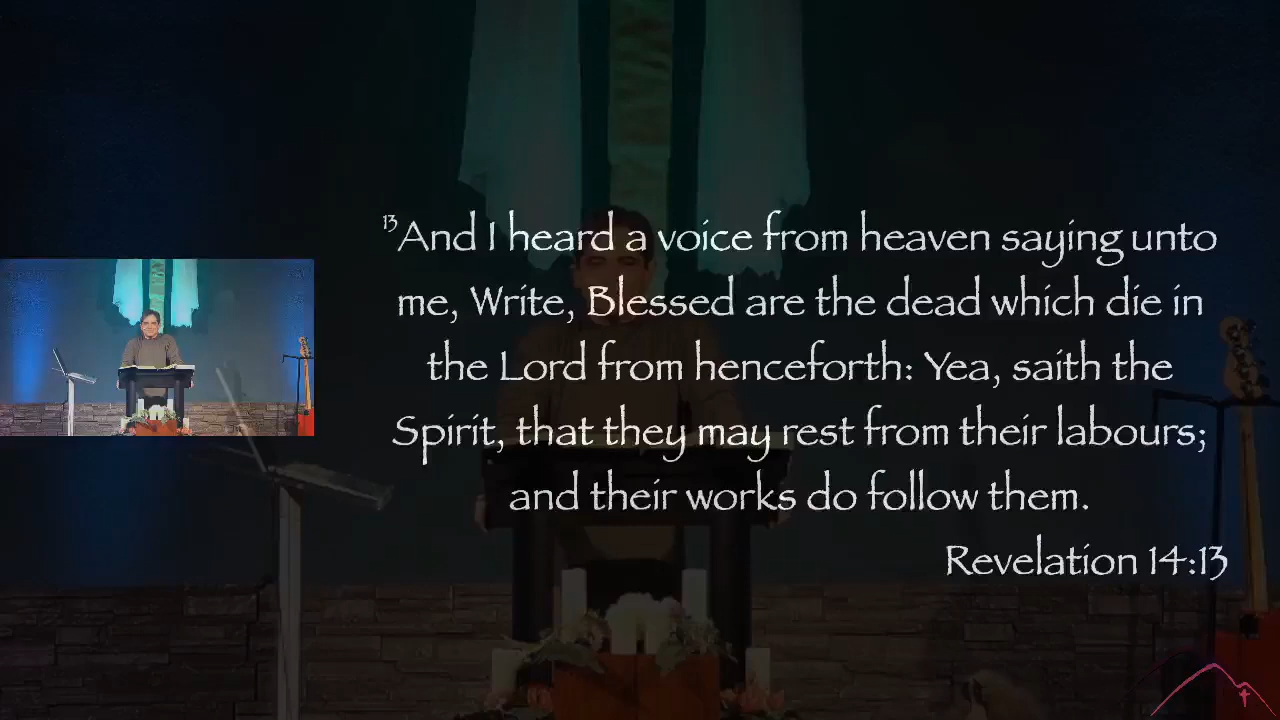 13And I heard a voice from heaven saying unto
me, Write, Blessed are the dead which die in
the Lord from henceforth: Yea, saith the
Spirit, that they may rest from their labours;
and their works do follow them.
Revelation 14:13